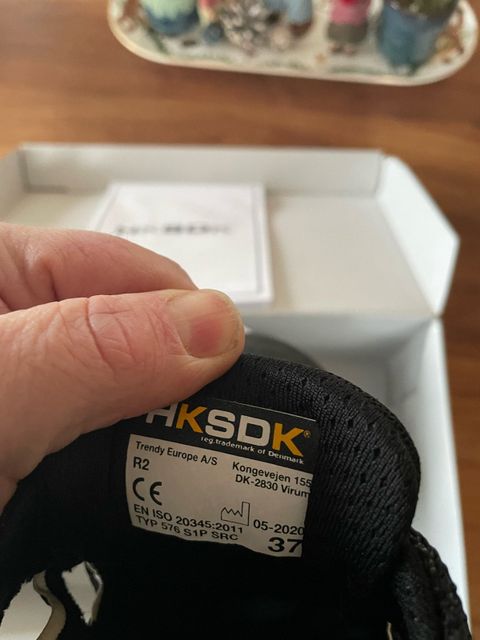 HKSDK®
reg.trademark of Denmark
Trendy Europe A/S Kongevejen 155
R2 DK-2830 Virum
CE
EN ISO 20345:2011 05-2020
TYP 576 S1P SRC 37